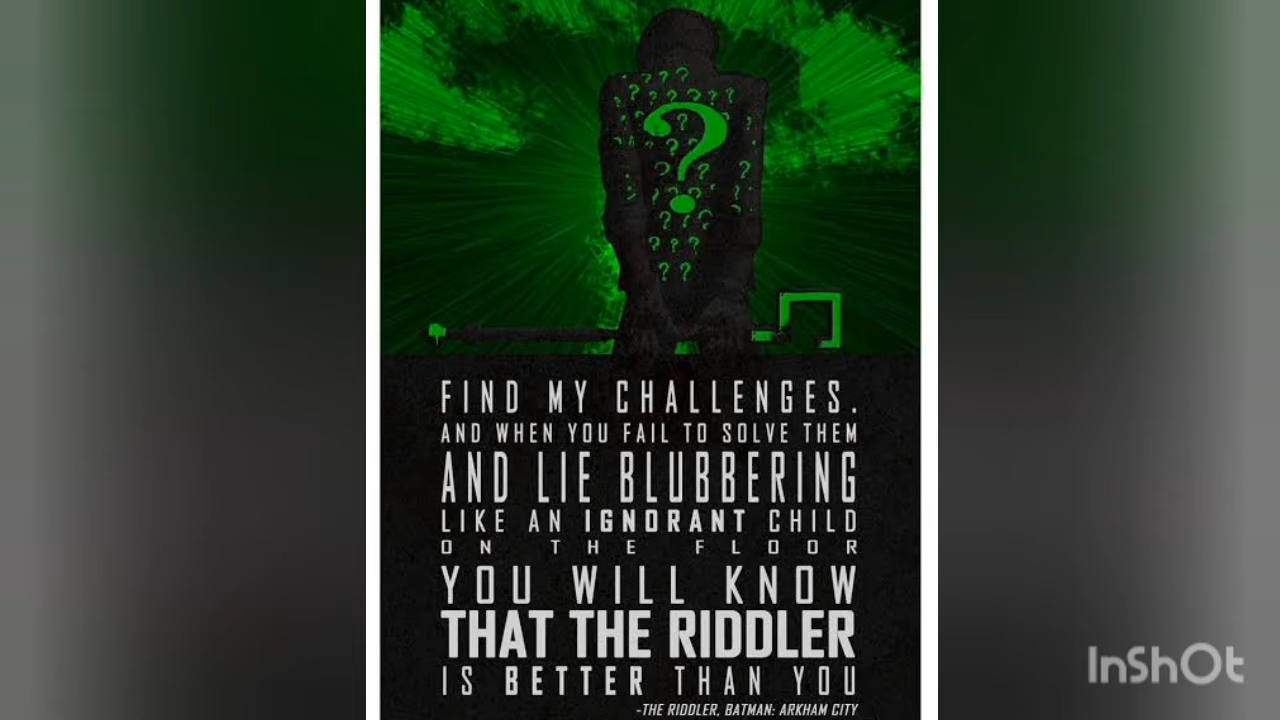 FIND MY CHALLENGES.
AND WHEN YOU FAIL TO SOLVE THEM
AND LIE BLUBBERING
LIKE AN IGNORANT CHILD
ON THE FLOOR
YOU WILL KNOW
THAT THE RIDDLER
IS BETTER THAN YOU
-THE RIDDLER, BATMAN: ARKHAM CITY
InShOt